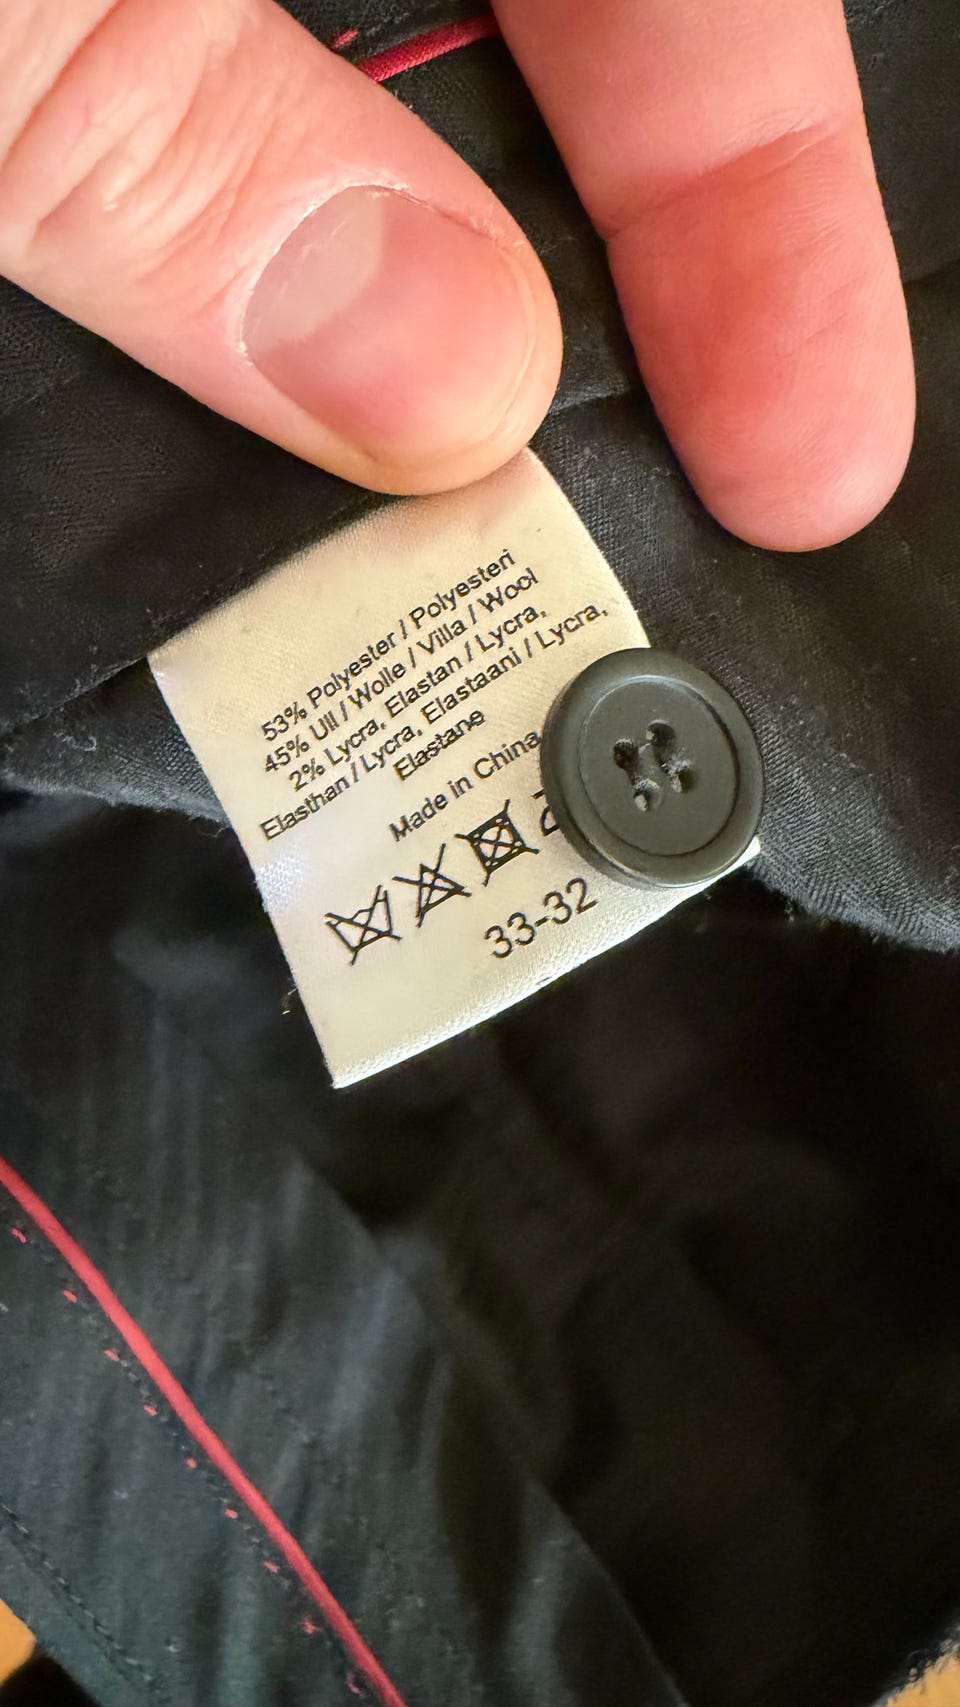 53% Polyester / Polyesteri
45% Ull / Wolle / Villa / Wool
2% Lycra, Elastan / Lycra,
Elasthan / Lycra, Elastaani / Lycra,
Elastane
Made in China
33-32